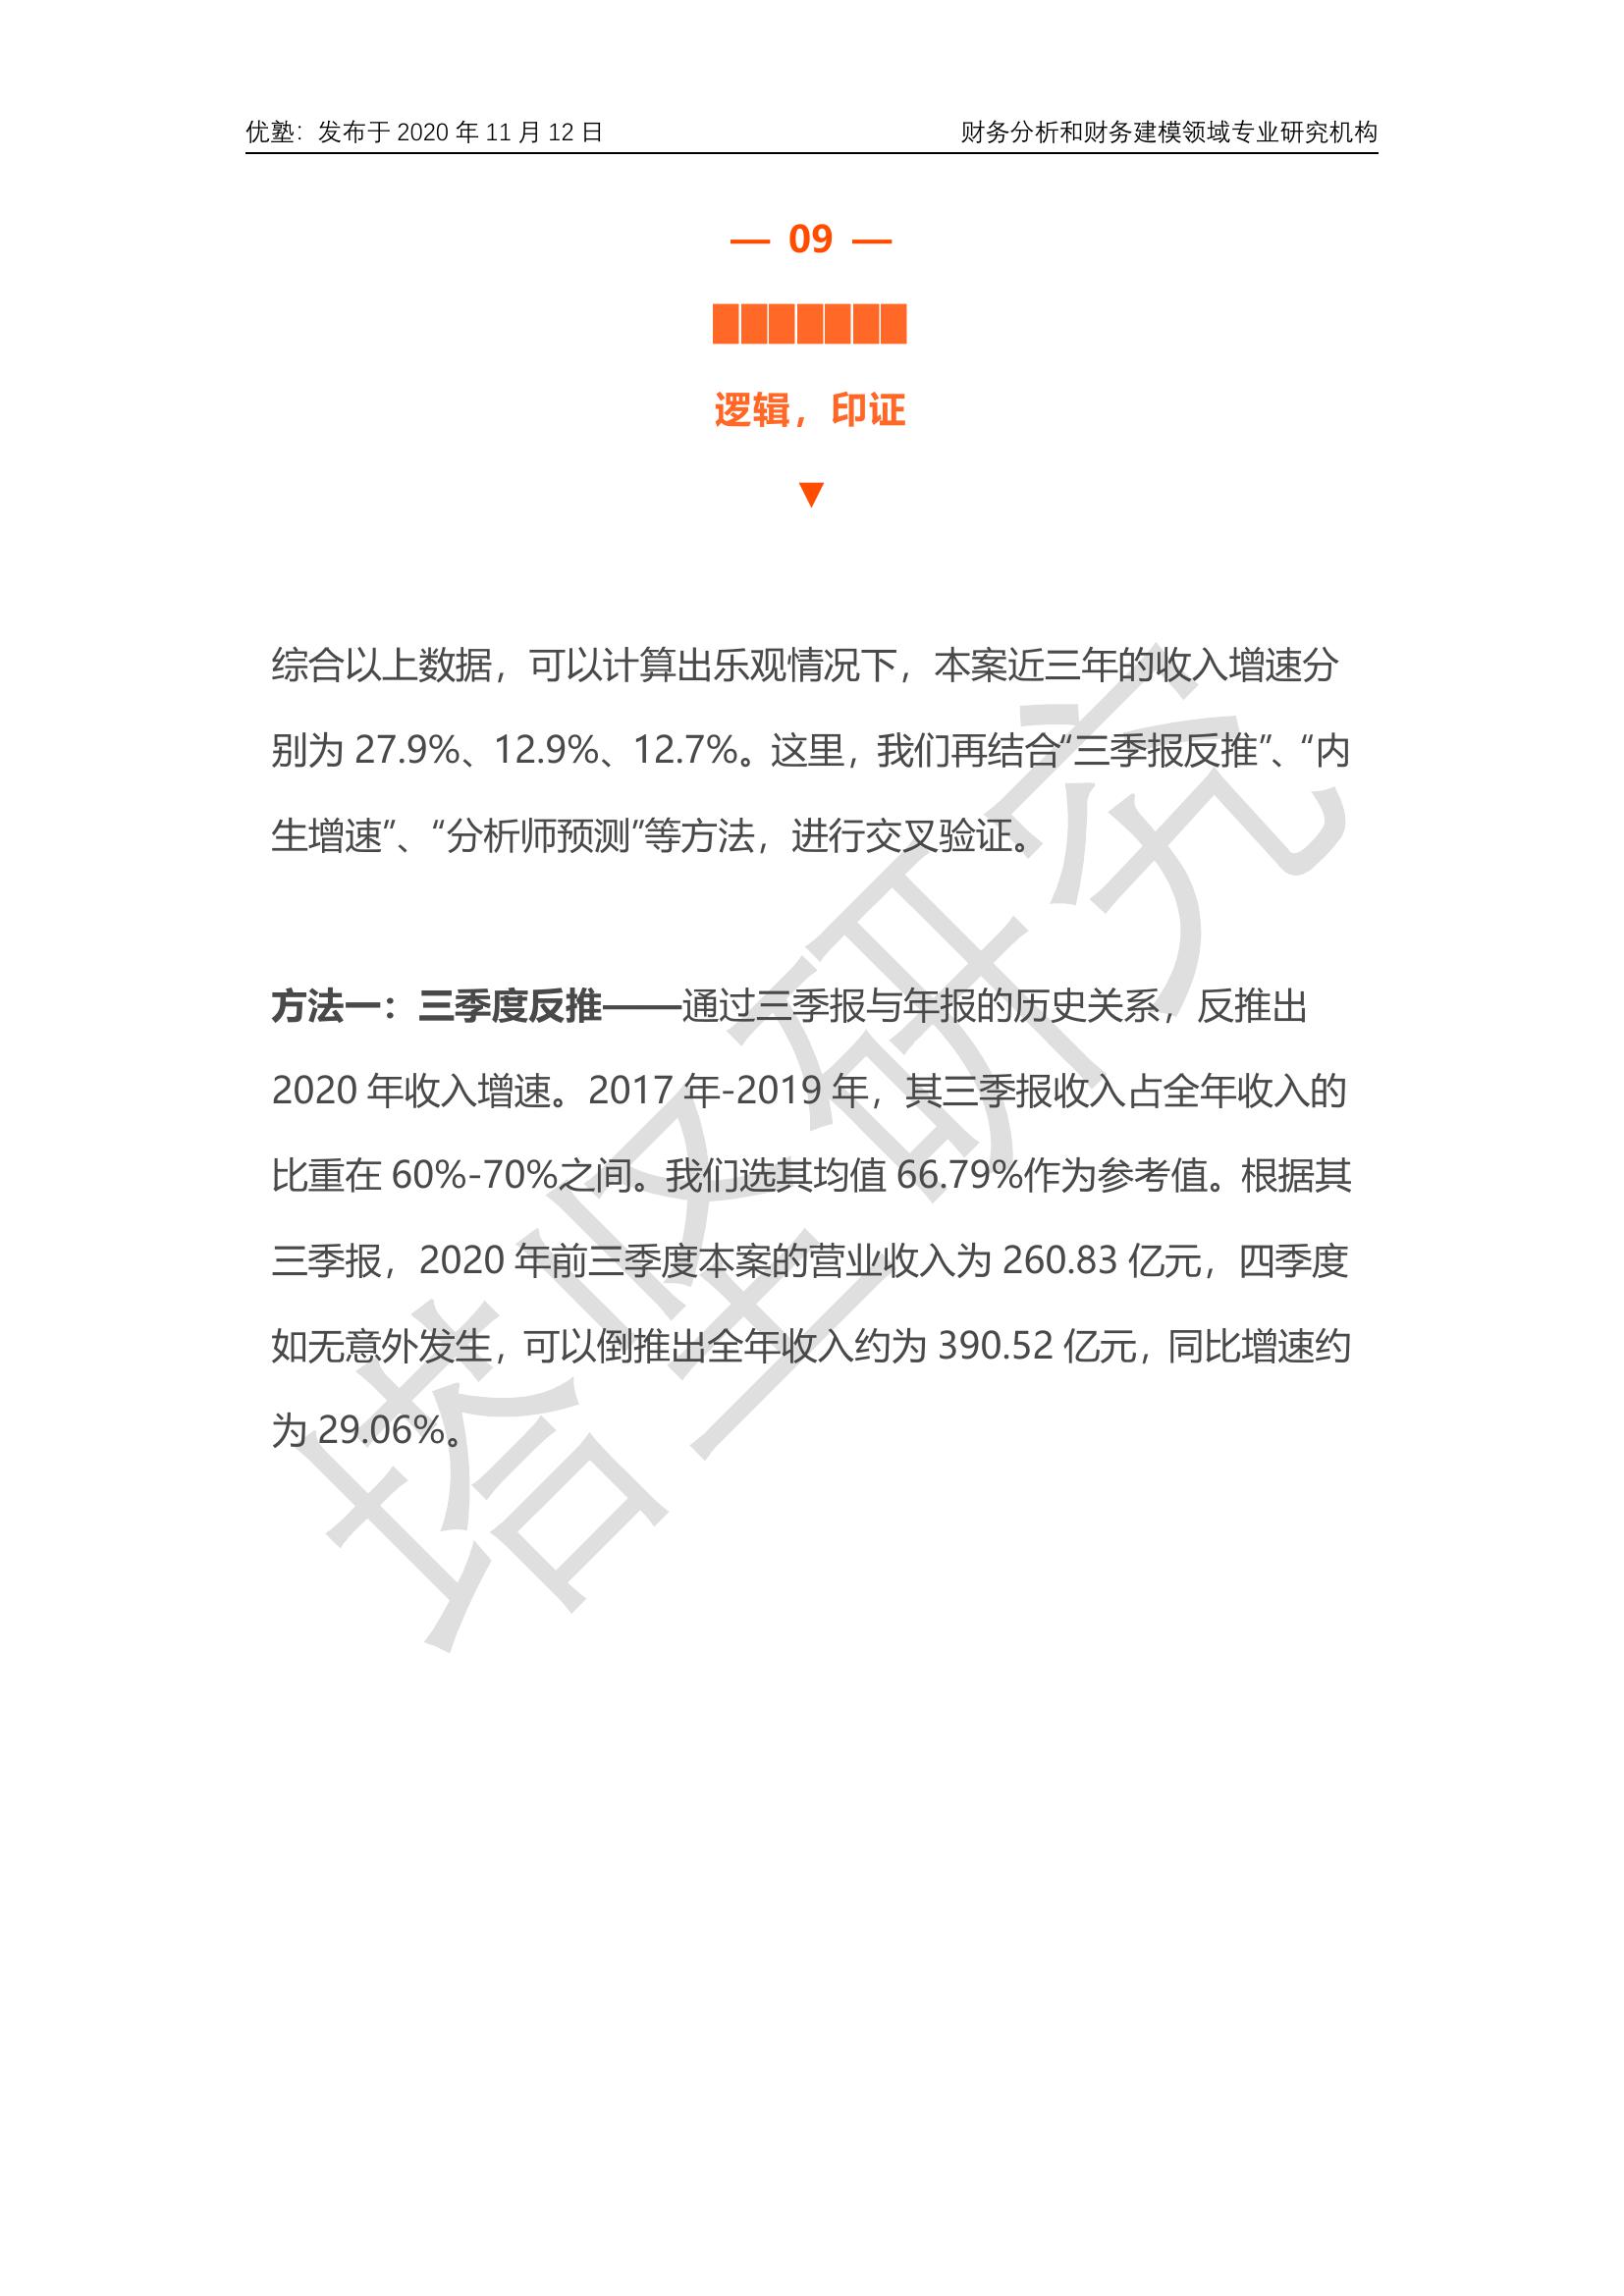 优塾：发布于 2020 年 11 月 12 日 财务分析和财务建模领域专业研究机构
— 09 —
███████
逻辑，印证
▼
综合以上数据，可以计算出乐观情况下，本案近三年的收入增速分
别为 27.9%、12.9%、12.7%。这里，我们再结合“三季报反推”、“内
生增速”、“分析师预测”等方法，进行交叉验证。
方法一：三季度反推——通过三季报与年报的历史关系，反推出
2020 年收入增速。2017 年-2019 年，其三季报收入占全年收入的
比重在 60%-70%之间。我们选其均值 66.79%作为参考值。根据其
三季报，2020 年前三季度本案的营业收入为 260.83 亿元，四季度
如无意外发生，可以倒推出全年收入约为 390.52 亿元，同比增速约
为 29.06%。
塔坚研究